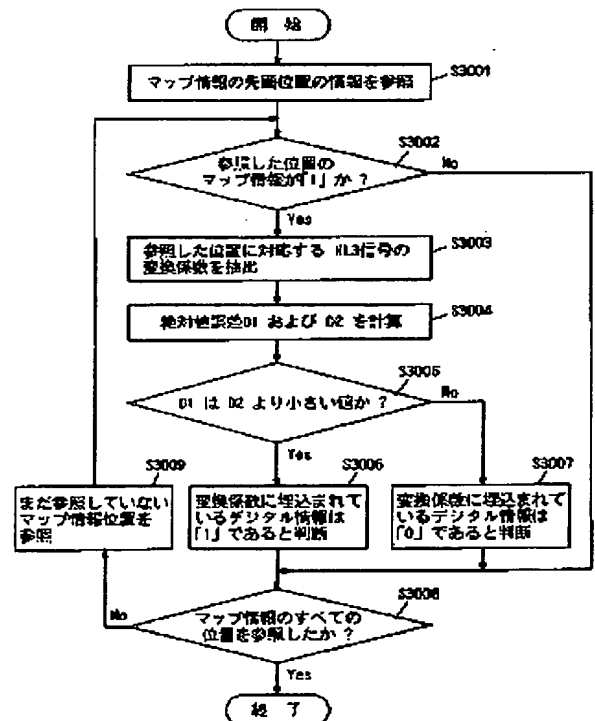 開 始
マップ情報の先頭位置の情報を参照
S3001
S3002
参照した位置の
マップ情報が「1」か ?
No
Yes
参照した位置に対応する HL3信号の
変換係数を抽出
S3003
絶対値誤差D1 および D2 を計算
S3004
S3005
D1 は D2 より小さい値か ?
No
Yes
S3009
まだ参照していない
マップ情報位置を
参照
S3006
変換係数に埋込まれて
いるデジタル情報は
「1」であると判断
S3007
変換係数に埋込まれて
いるデジタル情報は
「0」であると判断
S3008
マップ情報のすべての
位置を参照したか ?
No
Yes
終 了